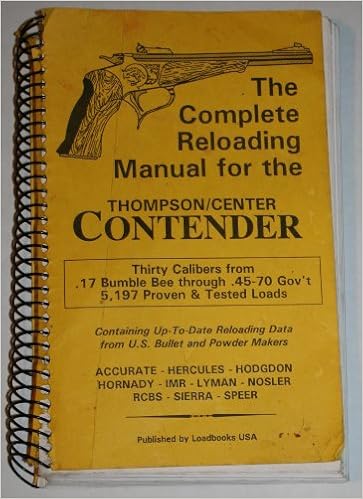 The
Complete
Reloading
Manual for the
THOMPSON/CENTER
CONTENDER
Thirty Calibers from
.17 Bumble Bee through .45-70 Gov't
5,197 Proven & Tested Loads
Containing Up-To-Date Reloading Data
from U.S. Bullet and Powder Makers
ACCURATE - HERCULES - HODGDON
HORNADY - IMR - LYMAN - NOSLER
RCBS - SIERRA - SPEER
Published by Loadbooks USA